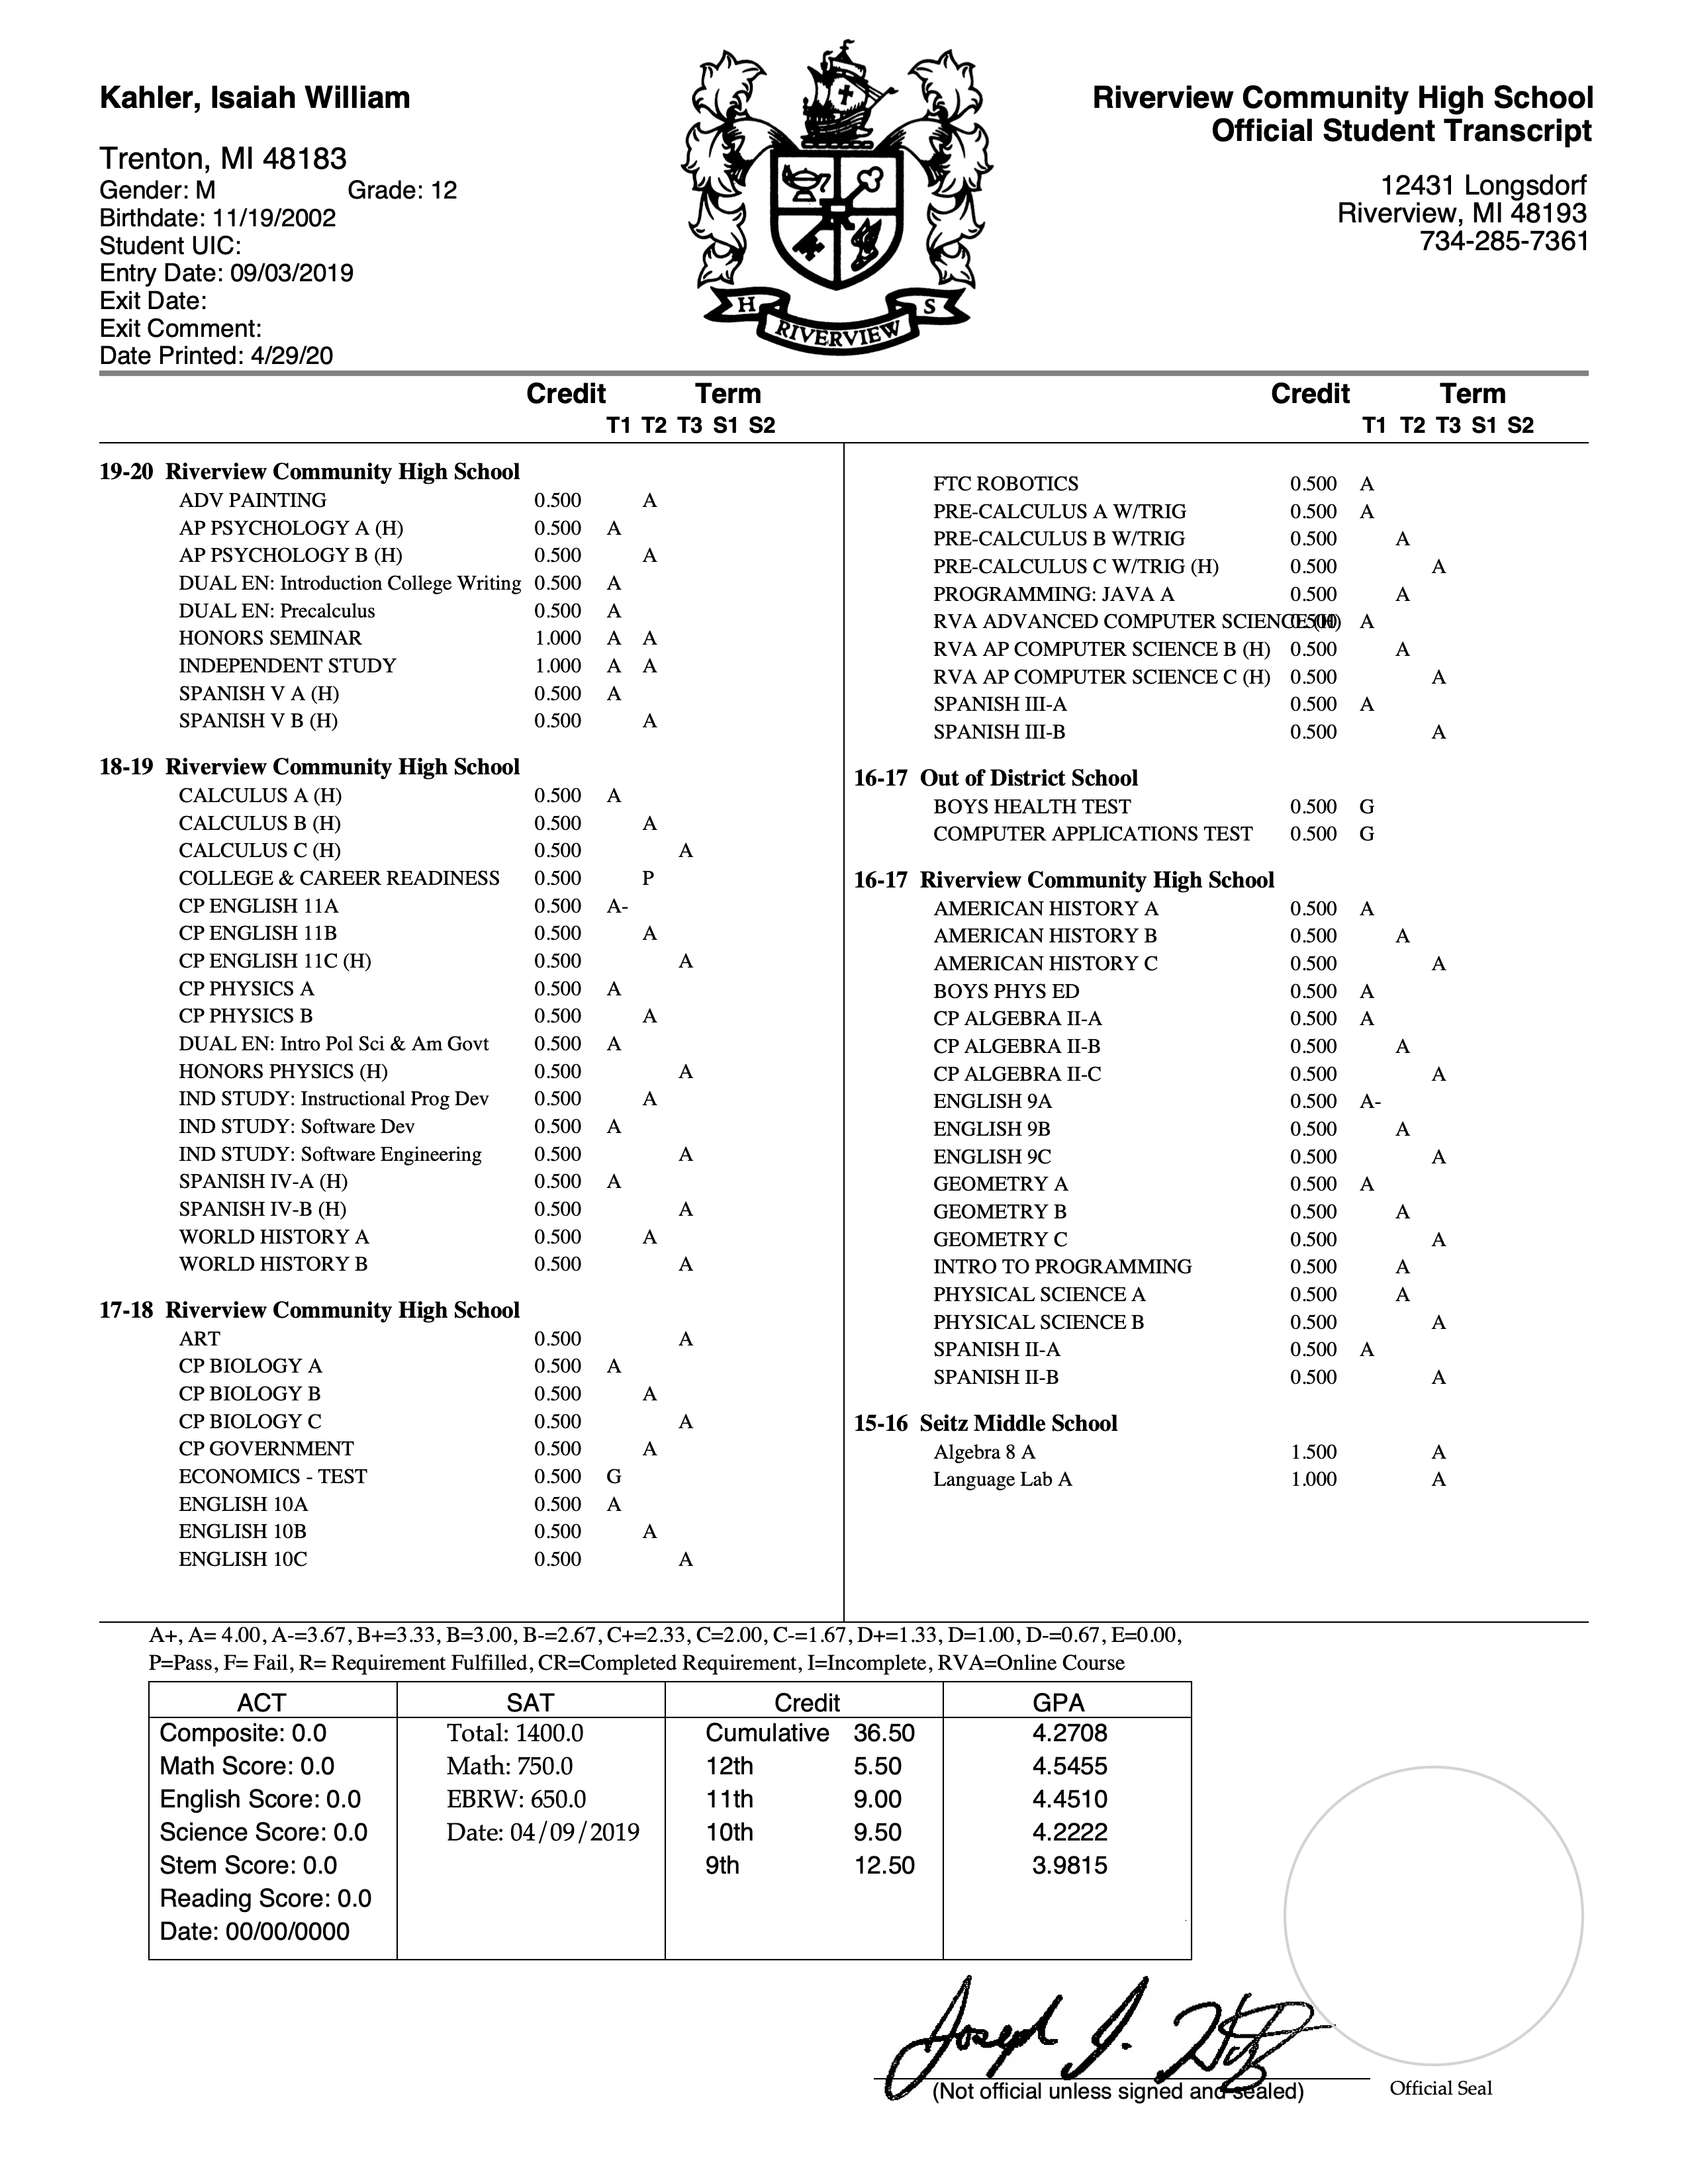 Kahler, Isaiah William
Trenton, MI 48183
Gender: M Grade: 12
Birthdate: 11/19/2002
Student UIC:
Entry Date: 09/03/2019
Exit Date:
Exit Comment:
Date Printed: 4/29/20
H S
RIVERVIEW
Riverview Community High School
Official Student Transcript
12431 Longsdorf
Riverview, MI 48193
734-285-7361
Credit Term
T1 T2 T3 S1 S2
19-20 Riverview Community High School
ADV PAINTING 0.500 A
AP PSYCHOLOGY A (H) 0.500 A
AP PSYCHOLOGY B (H) 0.500 A
DUAL EN: Introduction College Writing 0.500 A
DUAL EN: Precalculus 0.500 A
HONORS SEMINAR 1.000 A A
INDEPENDENT STUDY 1.000 A A
SPANISH V A (H) 0.500 A
SPANISH V B (H) 0.500 A
18-19 Riverview Community High School
CALCULUS A (H) 0.500 A
CALCULUS B (H) 0.500 A
CALCULUS C (H) 0.500 A
COLLEGE & CAREER READINESS 0.500 P
CP ENGLISH 11A 0.500 A-
CP ENGLISH 11B 0.500 A
CP ENGLISH 11C (H) 0.500 A
CP PHYSICS A 0.500 A
CP PHYSICS B 0.500 A
DUAL EN: Intro Pol Sci & Am Govt 0.500 A
HONORS PHYSICS (H) 0.500 A
IND STUDY: Instructional Prog Dev 0.500 A
IND STUDY: Software Dev 0.500 A
IND STUDY: Software Engineering 0.500 A
SPANISH IV-A (H) 0.500 A
SPANISH IV-B (H) 0.500 A
WORLD HISTORY A 0.500 A
WORLD HISTORY B 0.500 A
17-18 Riverview Community High School
ART 0.500 A
CP BIOLOGY A 0.500 A
CP BIOLOGY B 0.500 A
CP BIOLOGY C 0.500 A
CP GOVERNMENT 0.500 A
ECONOMICS - TEST 0.500 G
ENGLISH 10A 0.500 A
ENGLISH 10B 0.500 A
ENGLISH 10C 0.500 A
Credit Term
T1 T2 T3 S1 S2
FTC ROBOTICS 0.500 A
PRE-CALCULUS A W/TRIG 0.500 A
PRE-CALCULUS B W/TRIG 0.500 A
PRE-CALCULUS C W/TRIG (H) 0.500 A
PROGRAMMING: JAVA A 0.500 A
RVA ADVANCED COMPUTER SCIENCE (H) 0.500 A
RVA AP COMPUTER SCIENCE B (H) 0.500 A
RVA AP COMPUTER SCIENCE C (H) 0.500 A
SPANISH III-A 0.500 A
SPANISH III-B 0.500 A
16-17 Out of District School
BOYS HEALTH TEST 0.500 G
COMPUTER APPLICATIONS TEST 0.500 G
16-17 Riverview Community High School
AMERICAN HISTORY A 0.500 A
AMERICAN HISTORY B 0.500 A
AMERICAN HISTORY C 0.500 A
BOYS PHYS ED 0.500 A
CP ALGEBRA II-A 0.500 A
CP ALGEBRA II-B 0.500 A
CP ALGEBRA II-C 0.500 A
ENGLISH 9A 0.500 A-
ENGLISH 9B 0.500 A
ENGLISH 9C 0.500 A
GEOMETRY A 0.500 A
GEOMETRY B 0.500 A
GEOMETRY C 0.500 A
INTRO TO PROGRAMMING 0.500 A
PHYSICAL SCIENCE A 0.500 A
PHYSICAL SCIENCE B 0.500 A
SPANISH II-A 0.500 A
SPANISH II-B 0.500 A
15-16 Seitz Middle School
Algebra 8 A 1.500 A
Language Lab A 1.000 A
A+, A= 4.00, A-=3.67, B+=3.33, B=3.00, B-=2.67, C+=2.33, C=2.00, C-=1.67, D+=1.33, D=1.00, D-=0.67, E=0.00,
P=Pass, F= Fail, R= Requirement Fulfilled, CR=Completed Requirement, I=Incomplete, RVA=Online Course
ACT SAT Credit GPA
Composite: 0.0 Total: 1400.0 Cumulative 36.50 4.2708
Math Score: 0.0 Math: 750.0 12th 5.50 4.5455
English Score: 0.0 EBRW: 650.0 11th 9.00 4.4510
Science Score: 0.0 Date: 04/09/2019 10th 9.50 4.2222
Stem Score: 0.0 9th 12.50 3.9815
Reading Score: 0.0
Date: 00/00/0000
Joseph J.
(Not official unless signed and sealed) Official Seal